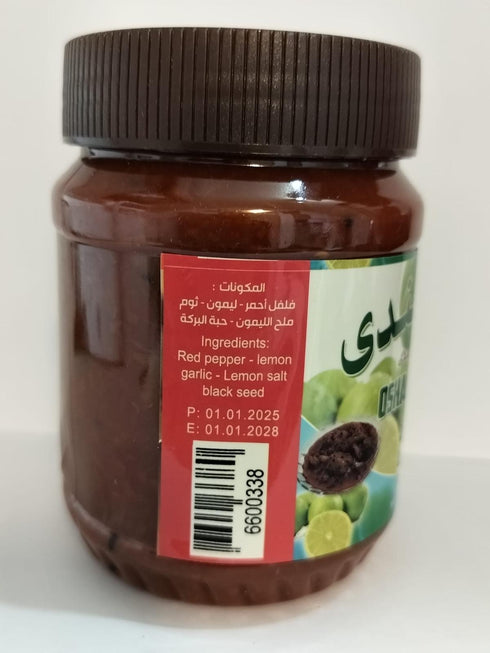 المكونات :
فلفل أحمر - ليمون - ثوم
ملح الليمون - حبة البركة
Ingredients:
Red pepper - lemon
garlic - Lemon salt
black seed
P: 01.01.2025
E: 01.01.2028
6600338